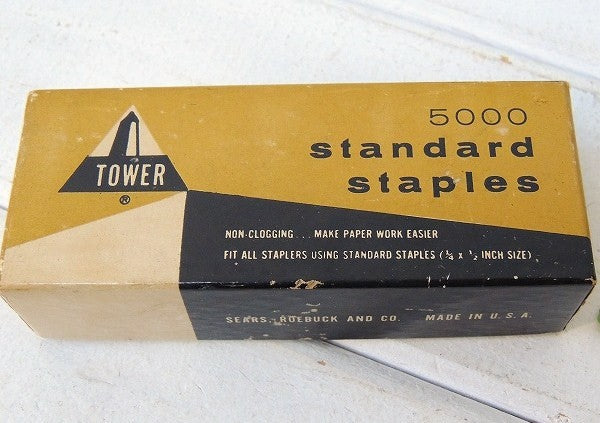 TOWER
®
5000
standard
staples
NON-CLOGGING... MAKE PAPER WORK EASIER
FIT ALL STAPLERS USING STANDARD STAPLES (¼ x ½ INCH SIZE)
SEARS, ROEBUCK AND CO. MADE IN U.S.A.